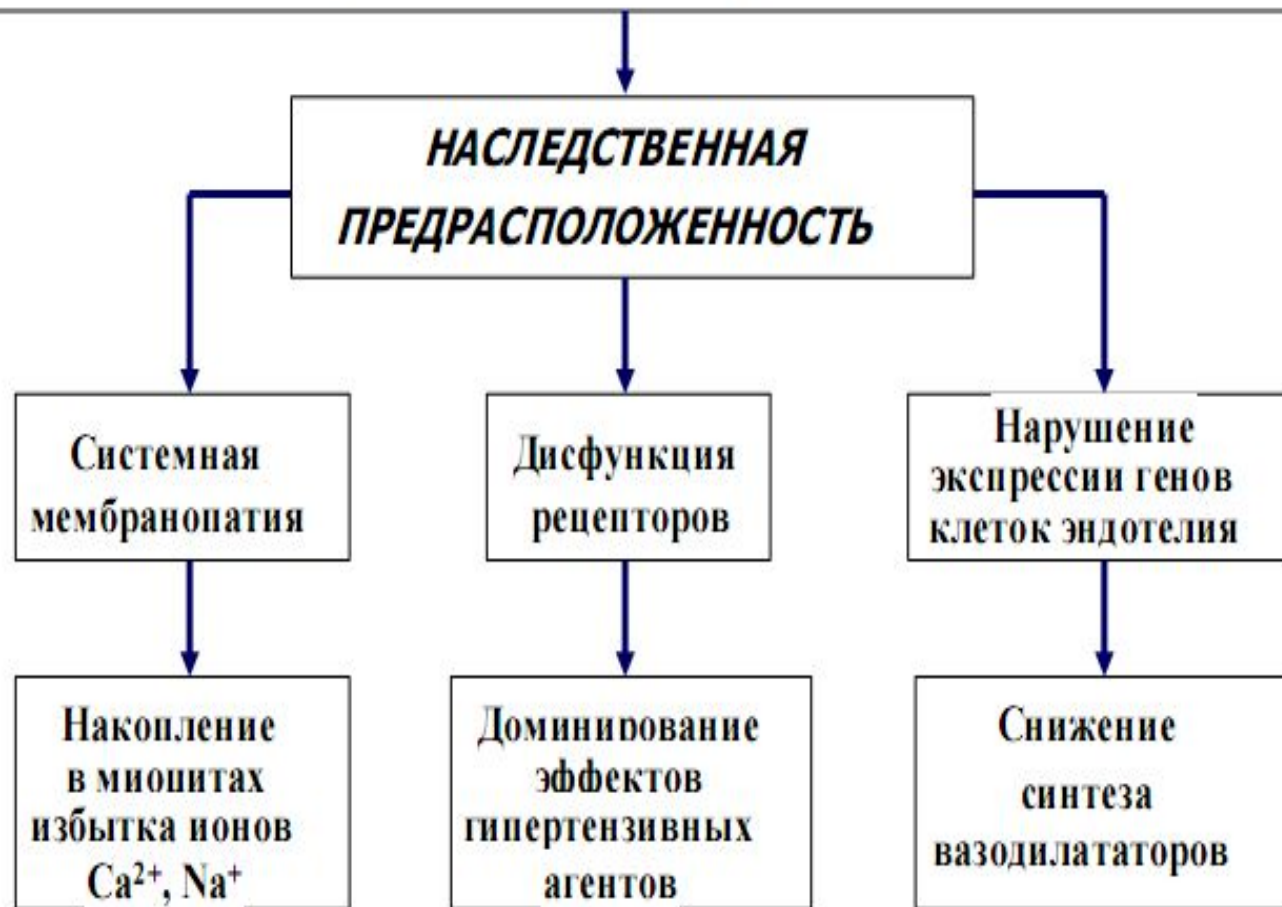 НАСЛЕДСТВЕННАЯ
ПРЕДРАСПОЛОЖЕННОСТЬ
Системная
мембранопатия
Дисфункция
рецепторов
Нарушение
экспрессии генов
клеток эндотелия
Накопление
в миоцитах
избытка ионов
Ca²⁺, Na⁺
Доминирование
эффектов
гипертензивных
агентов
Снижение
синтеза
вазодилататоров